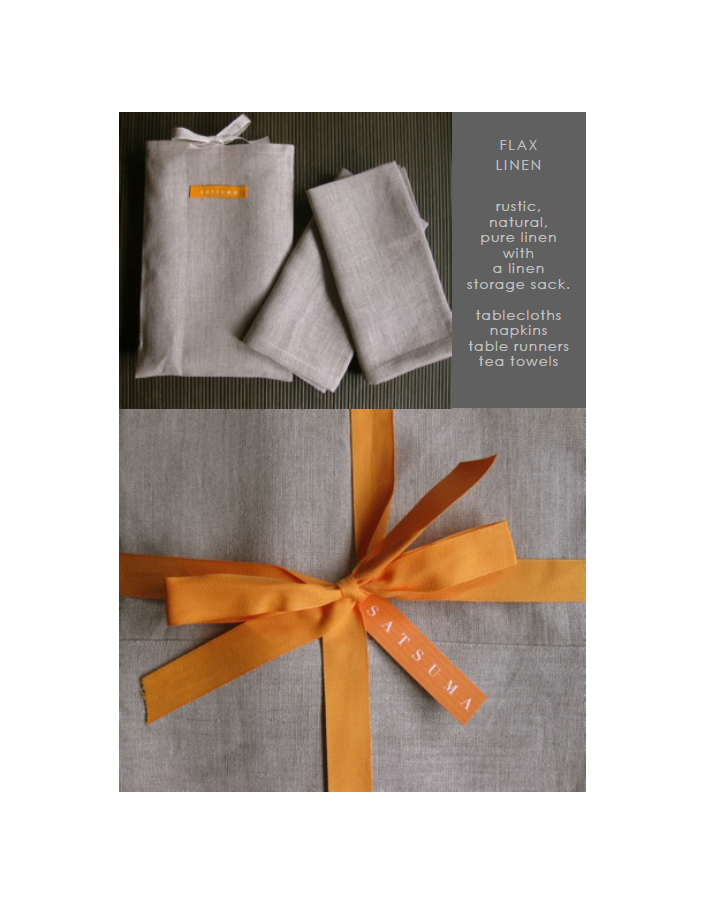 SATSUMA
FLAX
LINEN
rustic,
natural,
pure linen
with
a linen
storage sack.
tablecloths
napkins
table runners
tea towels
SATSUMA